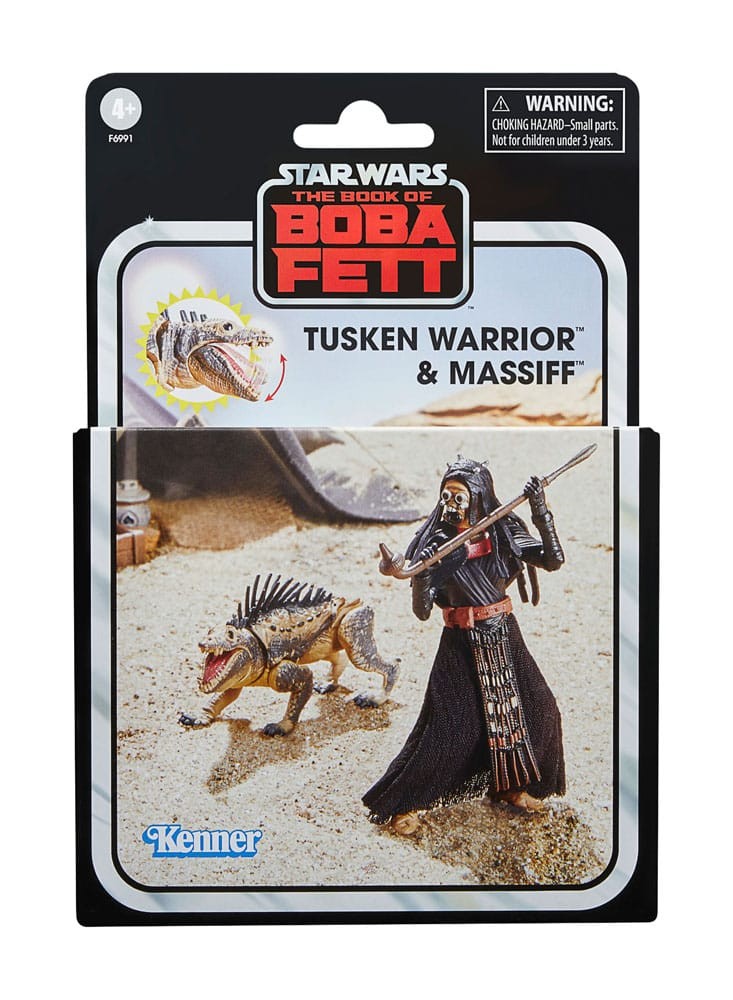 4+
F6991
⚠ WARNING:
CHOKING HAZARD–Small parts.
Not for children under 3 years.
STAR WARS
THE BOOK OF
BOBA
FETT™
TUSKEN WARRIOR™
& MASSIFF™
Kenner